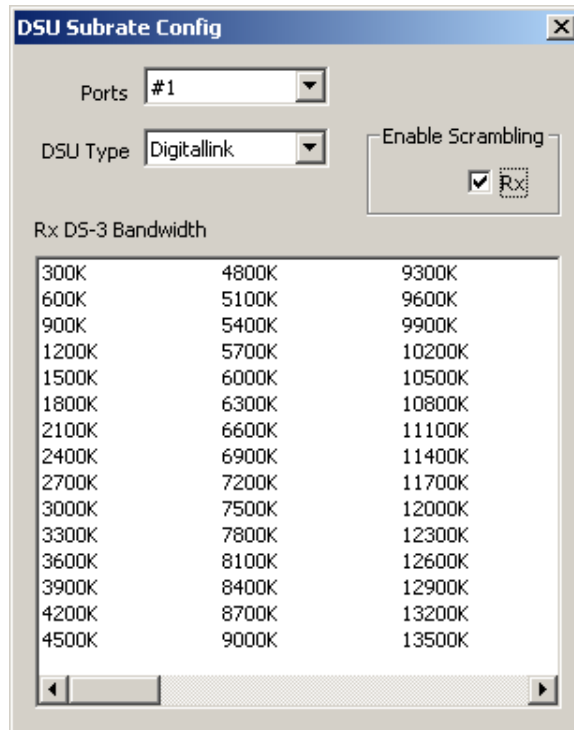 DSU Subrate Config
Ports #1
DSU Type Digitallink
Enable Scrambling
Rx
Rx DS-3 Bandwidth
300K 4800K 9300K
600K 5100K 9600K
900K 5400K 9900K
1200K 5700K 10200K
1500K 6000K 10500K
1800K 6300K 10800K
2100K 6600K 11100K
2400K 6900K 11400K
2700K 7200K 11700K
3000K 7500K 12000K
3300K 7800K 12300K
3600K 8100K 12600K
3900K 8400K 12900K
4200K 8700K 13200K
4500K 9000K 13500K